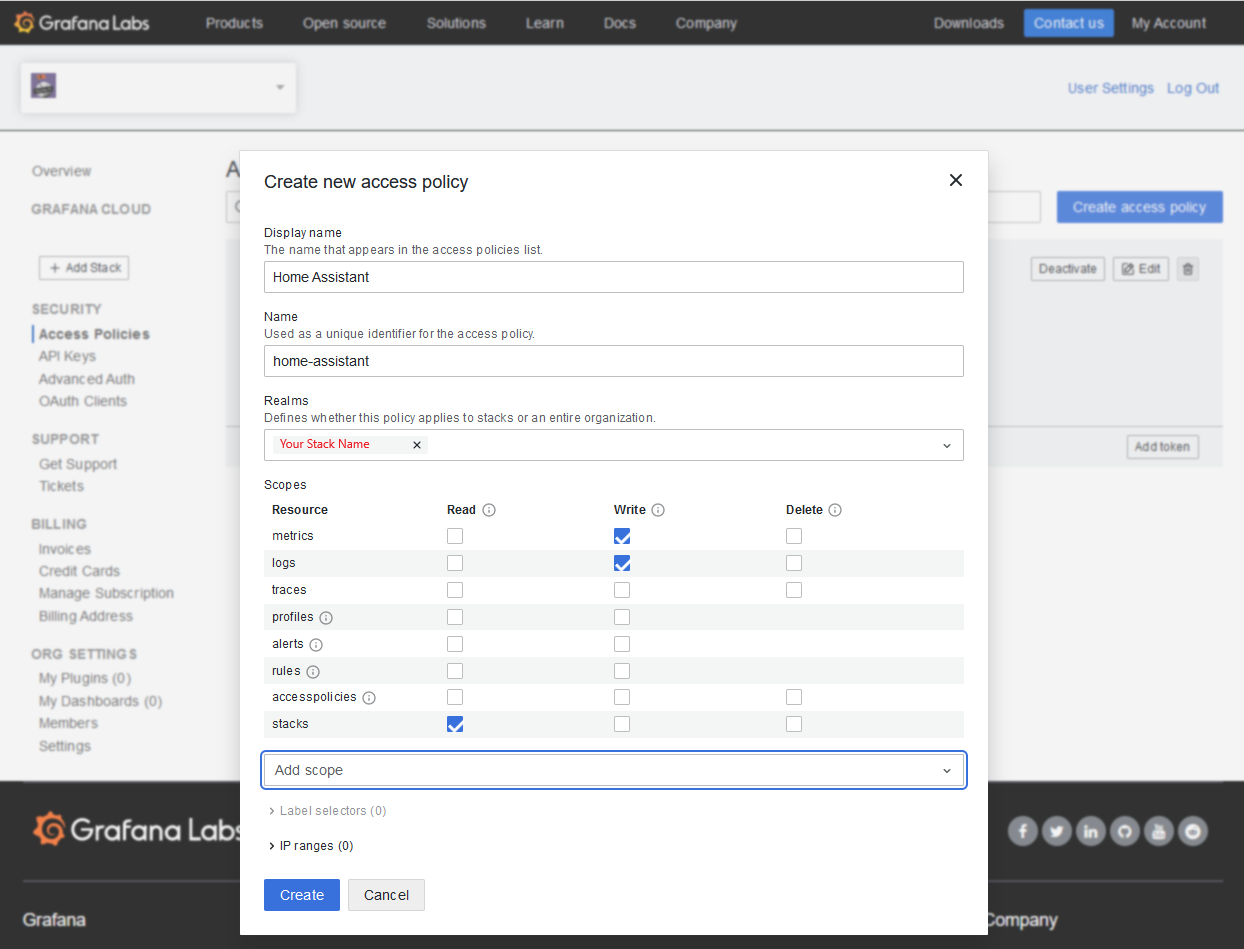 Grafana Labs Products Open source Solutions Learn Docs Company Downloads Contact us My Account
User Settings Log Out
Overview
GRAFANA CLOUD
+ Add Stack
SECURITY
Access Policies
API Keys
Advanced Auth
OAuth Clients
SUPPORT
Get Support
Tickets
BILLING
Invoices
Credit Cards
Manage Subscription
Billing Address
ORG SETTINGS
My Plugins (0)
My Dashboards (0)
Members
Settings
Create access policy
Deactivate Edit
Add token
Create new access policy
Display name
The name that appears in the access policies list.
Home Assistant
Name
Used as a unique identifier for the access policy.
home-assistant
Realms
Defines whether this policy applies to stacks or an entire organization.
Your Stack Name
Scopes
Resource Read Write Delete
metrics
logs
traces
profiles
alerts
rules
accesspolicies
stacks
Add scope
Label selectors (0)
IP ranges (0)
Create Cancel
Grafana Labs
Grafana Company